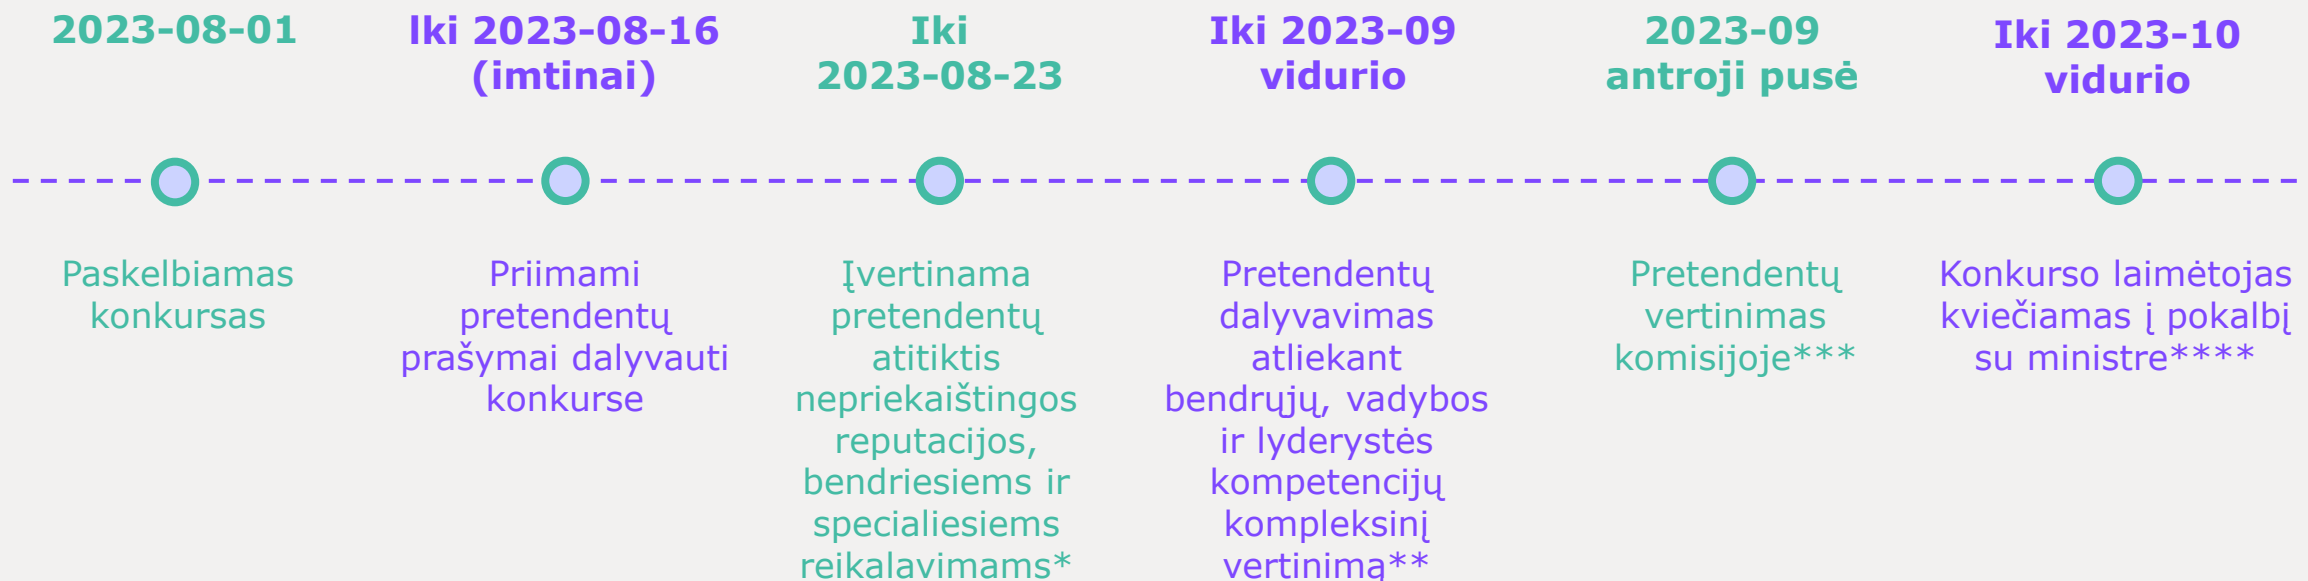 2023-08-01
Iki 2023-08-16
(imtinai)
Iki
2023-08-23
Iki 2023-09
vidurio
2023-09
antroji pusė
Iki 2023-10
vidurio
Paskelbiamas
konkursas
Priimami
pretendentų
prašymai dalyvauti
konkurse
Įvertinama
pretendentų
atitiktis
nepriekaištingos
reputacijos,
bendriesiems ir
specialiesiems
reikalavimams*
Pretendentų
dalyvavimas
atliekant
bendrųjų, vadybos
ir lyderystės
kompetencijų
kompleksinį
vertinimą**
Pretendentų
vertinimas
komisijoje***
Konkurso laimėtojas
kviečiamas į pokalbį
su ministre****